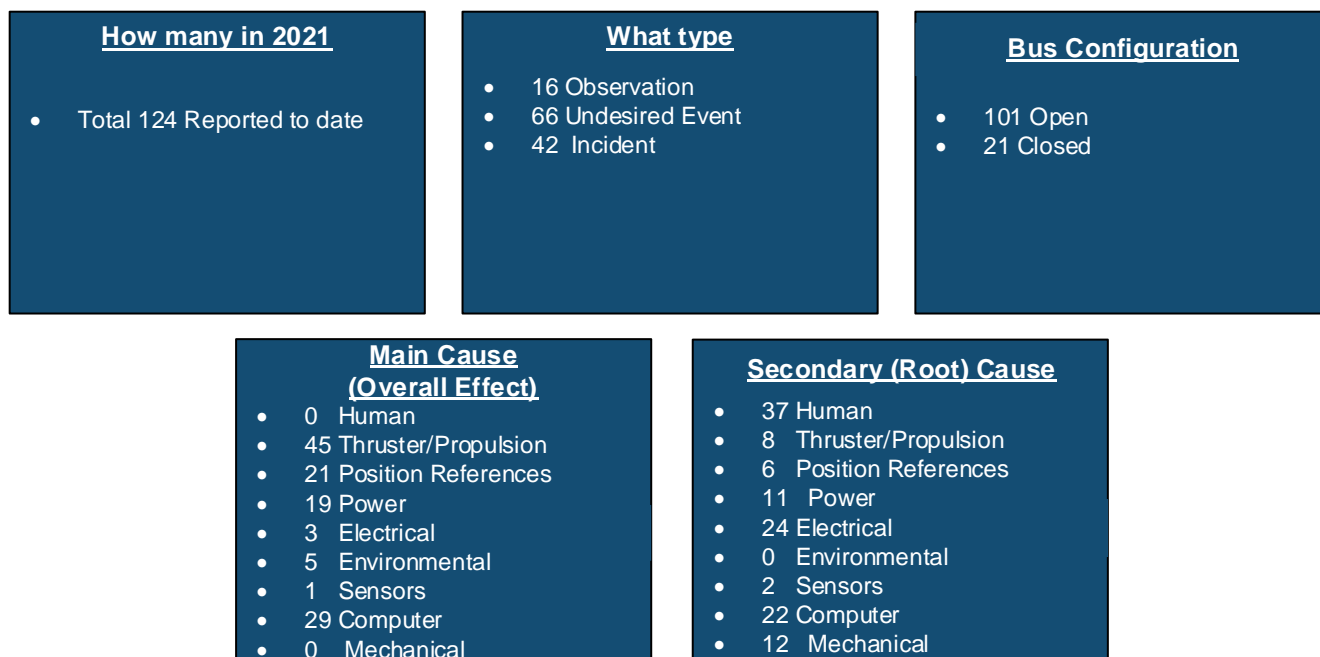 How many in 2021
• Total 124 Reported to date
What type
• 16 Observation
• 66 Undesired Event
• 42 Incident
Bus Configuration
• 101 Open
• 21 Closed
Main Cause
(Overall Effect)
• 0 Human
• 45 Thruster/Propulsion
• 21 Position References
• 19 Power
• 3 Electrical
• 5 Environmental
• 1 Sensors
• 29 Computer
• 0 Mechanical
Secondary (Root) Cause
• 37 Human
• 8 Thruster/Propulsion
• 6 Position References
• 11 Power
• 24 Electrical
• 0 Environmental
• 2 Sensors
• 22 Computer
• 12 Mechanical